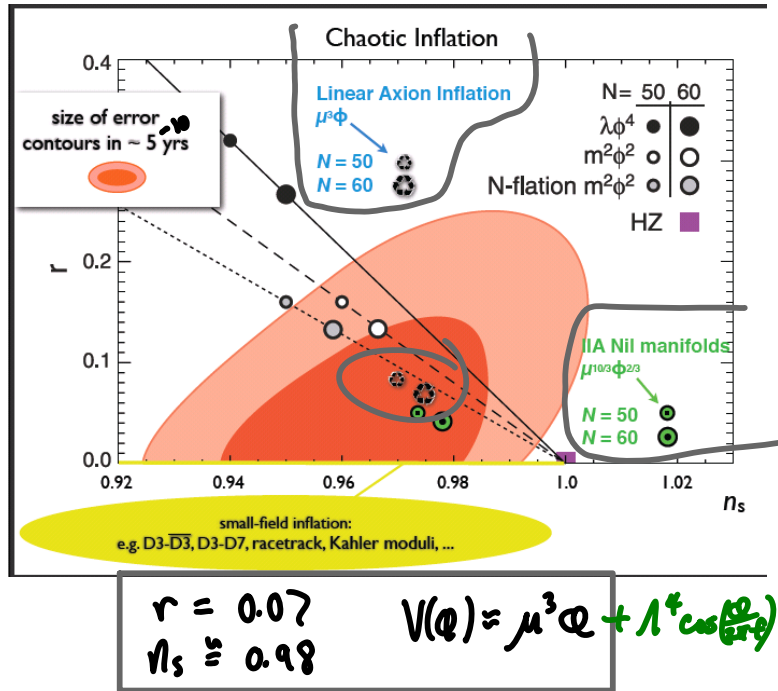 Chaotic Inflation
0.4
size of error
contours in ~ 5 yrs
-10
Linear Axion Inflation
μ³ϕ
N = 50
N = 60
N= 50 60
λϕ⁴
m²ϕ²
N-flation m²ϕ²
HZ
0.2
r
0.1
IIA Nil manifolds
μ^10/3 ϕ^2/3
N = 50
N = 60
0.0
0.92 0.94 0.96 0.98 1.0 1.02
nₛ
small-field inflation:
e.g. D3-D̅3̅, D3-D7, racetrack, Kahler moduli, ...
r = 0.07 V(φ) ≈ μ³φ + Λ⁴ cos(
nₛ ≅ 0.98